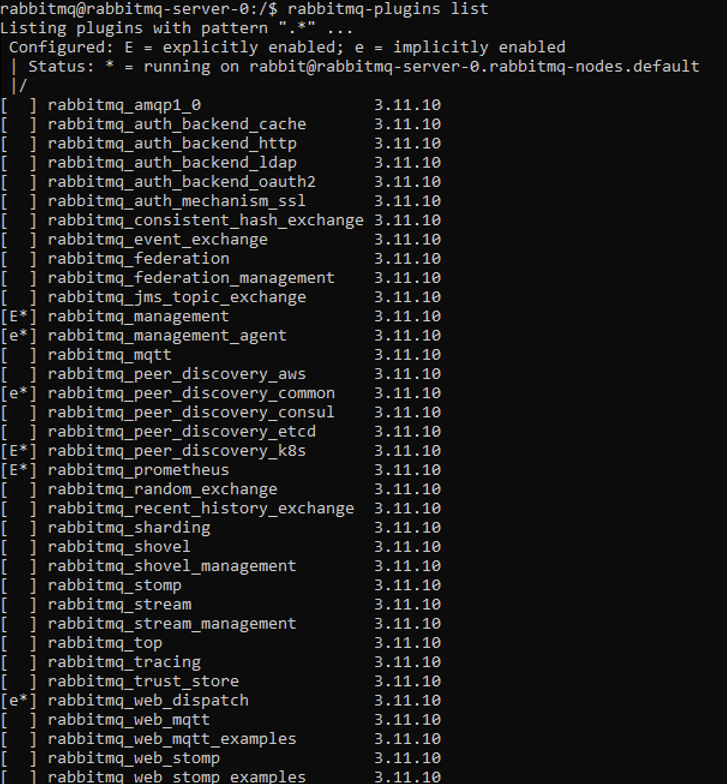 rabbitmq@rabbitmq-server-0:/$ rabbitmq-plugins list
Listing plugins with pattern ".*" ...
 Configured: E = explicitly enabled; e = implicitly enabled
 | Status: * = running on rabbit@rabbitmq-server-0.rabbitmq-nodes.default
 |/
[  ] rabbitmq_amqp1_0                  3.11.10
[  ] rabbitmq_auth_backend_cache       3.11.10
[  ] rabbitmq_auth_backend_http        3.11.10
[  ] rabbitmq_auth_backend_ldap        3.11.10
[  ] rabbitmq_auth_backend_oauth2      3.11.10
[  ] rabbitmq_auth_mechanism_ssl       3.11.10
[  ] rabbitmq_consistent_hash_exchange 3.11.10
[  ] rabbitmq_event_exchange           3.11.10
[  ] rabbitmq_federation               3.11.10
[  ] rabbitmq_federation_management    3.11.10
[  ] rabbitmq_jms_topic_exchange       3.11.10
[E*] rabbitmq_management               3.11.10
[e*] rabbitmq_management_agent         3.11.10
[  ] rabbitmq_mqtt                     3.11.10
[  ] rabbitmq_peer_discovery_aws       3.11.10
[e*] rabbitmq_peer_discovery_common    3.11.10
[  ] rabbitmq_peer_discovery_consul    3.11.10
[  ] rabbitmq_peer_discovery_etcd      3.11.10
[E*] rabbitmq_peer_discovery_k8s       3.11.10
[E*] rabbitmq_prometheus               3.11.10
[  ] rabbitmq_random_exchange          3.11.10
[  ] rabbitmq_recent_history_exchange  3.11.10
[  ] rabbitmq_sharding                 3.11.10
[  ] rabbitmq_shovel                   3.11.10
[  ] rabbitmq_shovel_management        3.11.10
[  ] rabbitmq_stomp                    3.11.10
[  ] rabbitmq_stream                   3.11.10
[  ] rabbitmq_stream_management        3.11.10
[  ] rabbitmq_top                      3.11.10
[  ] rabbitmq_tracing                  3.11.10
[  ] rabbitmq_trust_store              3.11.10
[e*] rabbitmq_web_dispatch             3.11.10
[  ] rabbitmq_web_mqtt                 3.11.10
[  ] rabbitmq_web_mqtt_examples        3.11.10
[  ] rabbitmq_web_stomp                3.11.10
[  ] rabbitmq_web_stomp_examples       3.11.10